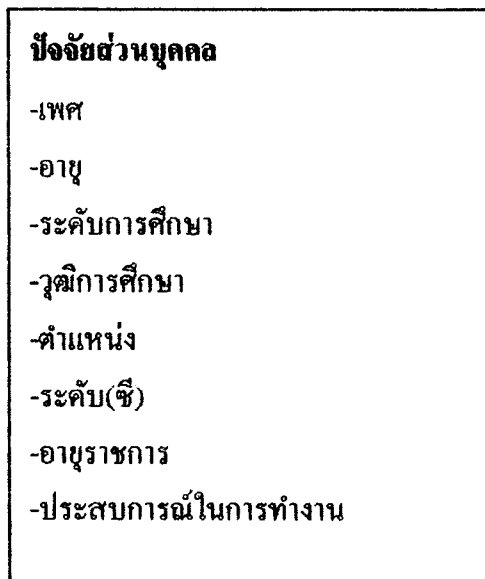 ปัจจัยส่วนบุคคล
-เพศ
-อายุ
-ระดับการศึกษา
-วุฒิการศึกษา
-ตำแหน่ง
-ระดับ(ซี)
-อายุราชการ
-ประสบการณ์ในการทำงาน